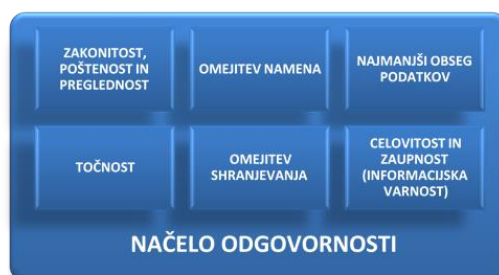 ZAKONITOST,
POŠTENOST IN
PREGLEDNOST
OMEJITEV NAMENA
NAJMANJŠI OBSEG
PODATKOV
TOČNOST
OMEJITEV
SHRANJEVANJA
CELOVITOST IN
ZAUPNOST
(INFORMACIJSKA
VARNOST)
NAČELO ODGOVORNOSTI